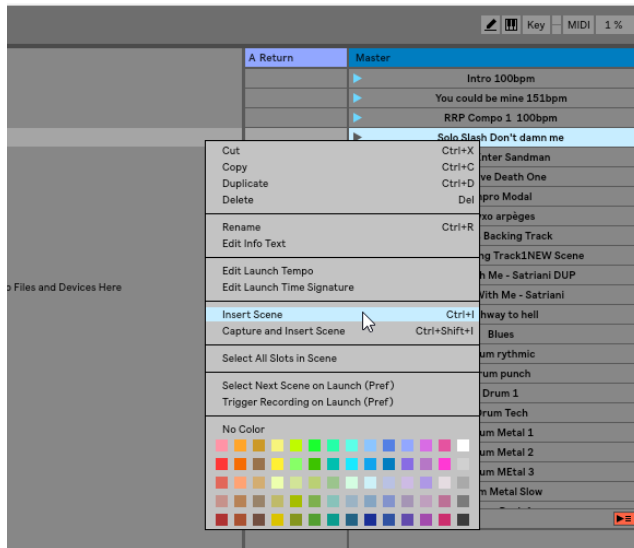 Key MIDI 1 %
A Return Master
Intro 100bpm
You could be mine 151bpm
RRP Compo 1 100bpm
Solo Slash Don't damn me
Cut Ctrl+X
Copy Ctrl+C
Duplicate Ctrl+D
Delete Del
Rename Ctrl+R
Edit Info Text
Edit Launch Tempo
Edit Launch Time Signature
Insert Scene Ctrl+I
Capture and Insert Scene Ctrl+Shift+I
Select All Slots in Scene
Select Next Scene on Launch (Pref)
Trigger Recording on Launch (Pref)
No Color
Files and Devices Here
nter Sandman
ve Death One
npro Modal
yxo arpèges
Backing Track
ng Track1NEW Scene
h Me - Satriani DUP
With Me - Satriani
hway to hell
Blues
um rythmic
rum punch
Drum 1
Drum Tech
um Metal 1
um Metal 2
um MEtal 3
m Metal Slow